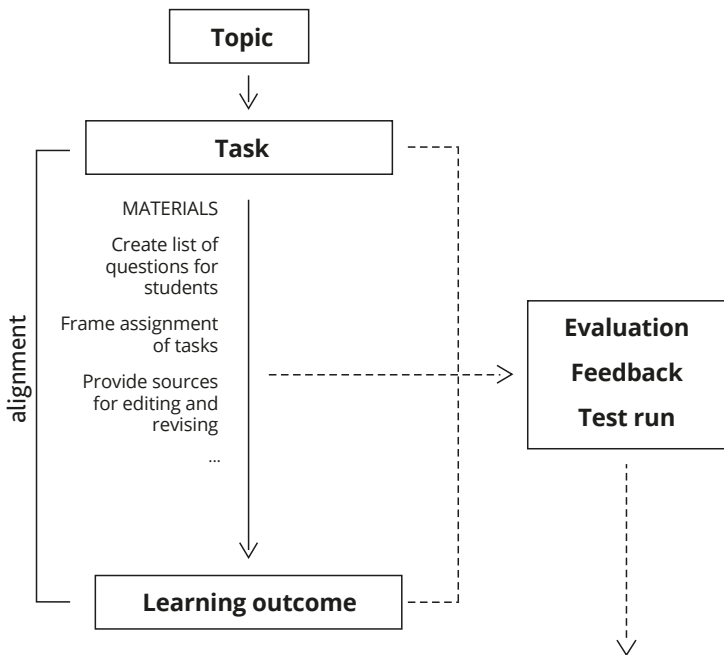 Topic
Task
alignment
MATERIALS
Create list of
questions for
students
Frame assignment
of tasks
Provide sources
for editing and
revising
...
Evaluation
Feedback
Test run
Learning outcome